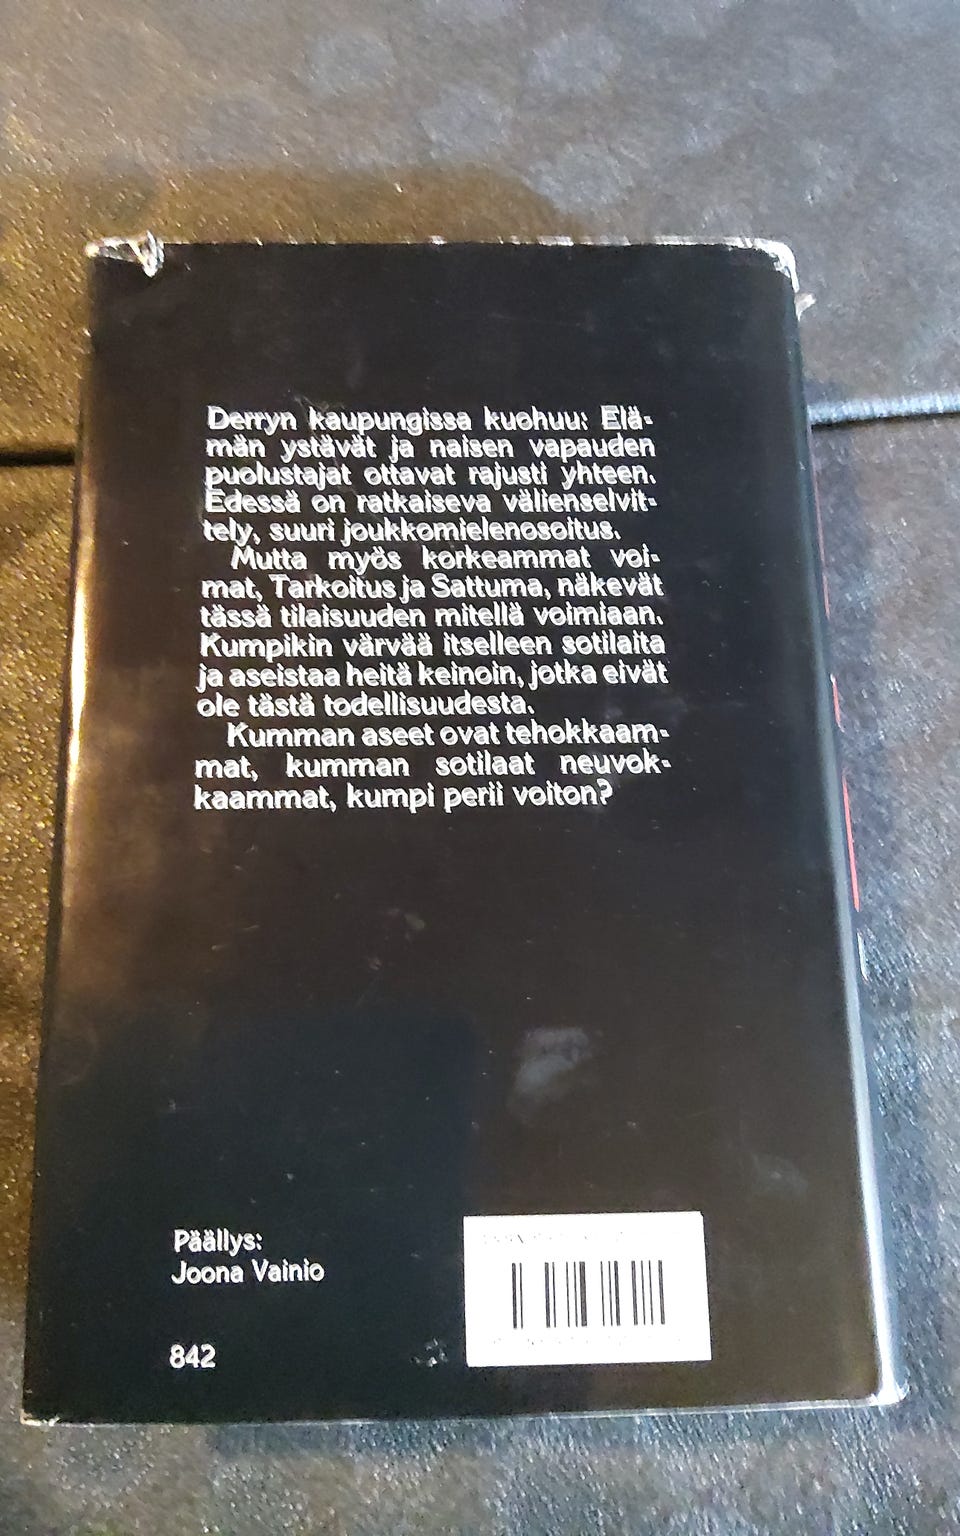 Derryn kaupungissa kuohuu: Elä-
män ystävät ja naisen vapauden
puolustajat ottavat rajusti yhteen.
Edessä on ratkaiseva välienselvit-
tely, suuri joukkomielenosoitus.
Mutta myös korkeammat voi-
mat, Tarkoitus ja Sattuma, näkevät
tässä tilaisuuden mitellä voimiaan.
Kumpikin värvää itselleen sotilaita
ja aseistaa heitä keinoin, jotka eivät
ole tästä todellisuudesta.
Kumman aseet ovat tehokkaam-
mat, kumman sotilaat neuvok-
kaammat, kumpi perii voiton?
Päällys:
Joona Vainio
842